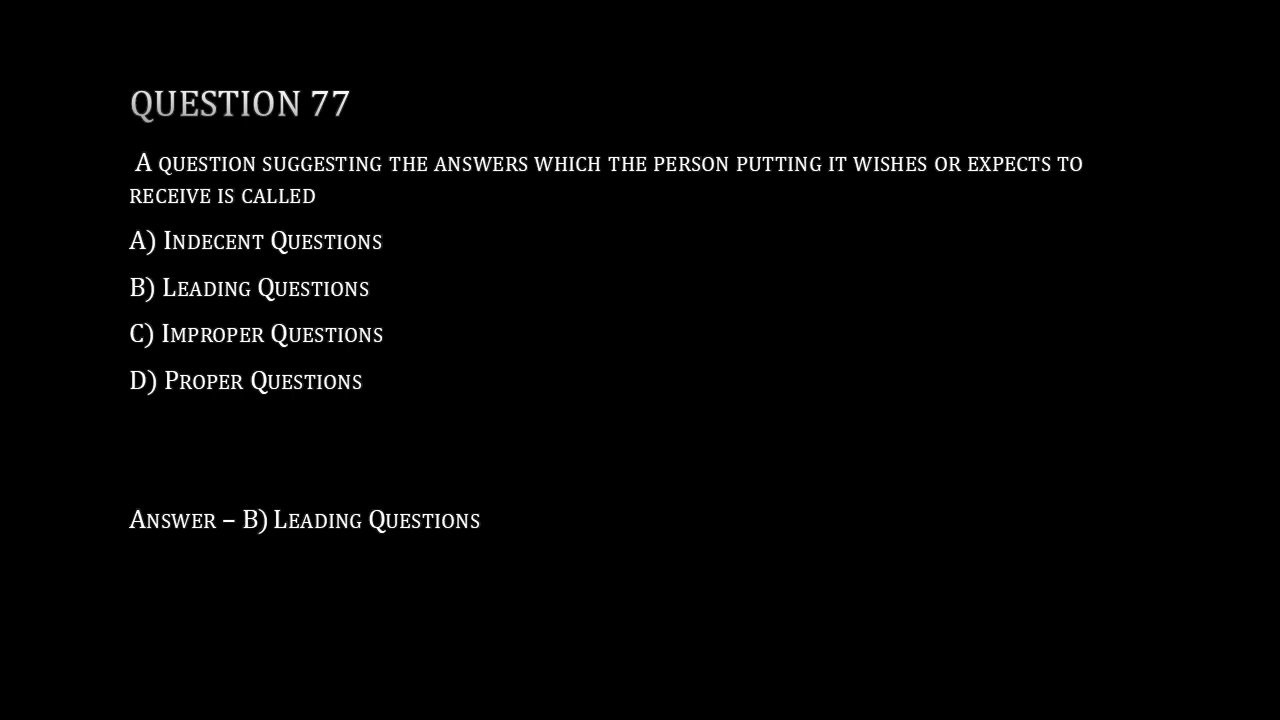 QUESTION 77
A QUESTION SUGGESTING THE ANSWERS WHICH THE PERSON PUTTING IT WISHES OR EXPECTS TO
RECEIVE IS CALLED
A) INDECENT QUESTIONS
B) LEADING QUESTIONS
C) IMPROPER QUESTIONS
D) PROPER QUESTIONS
ANSWER – B) LEADING QUESTIONS